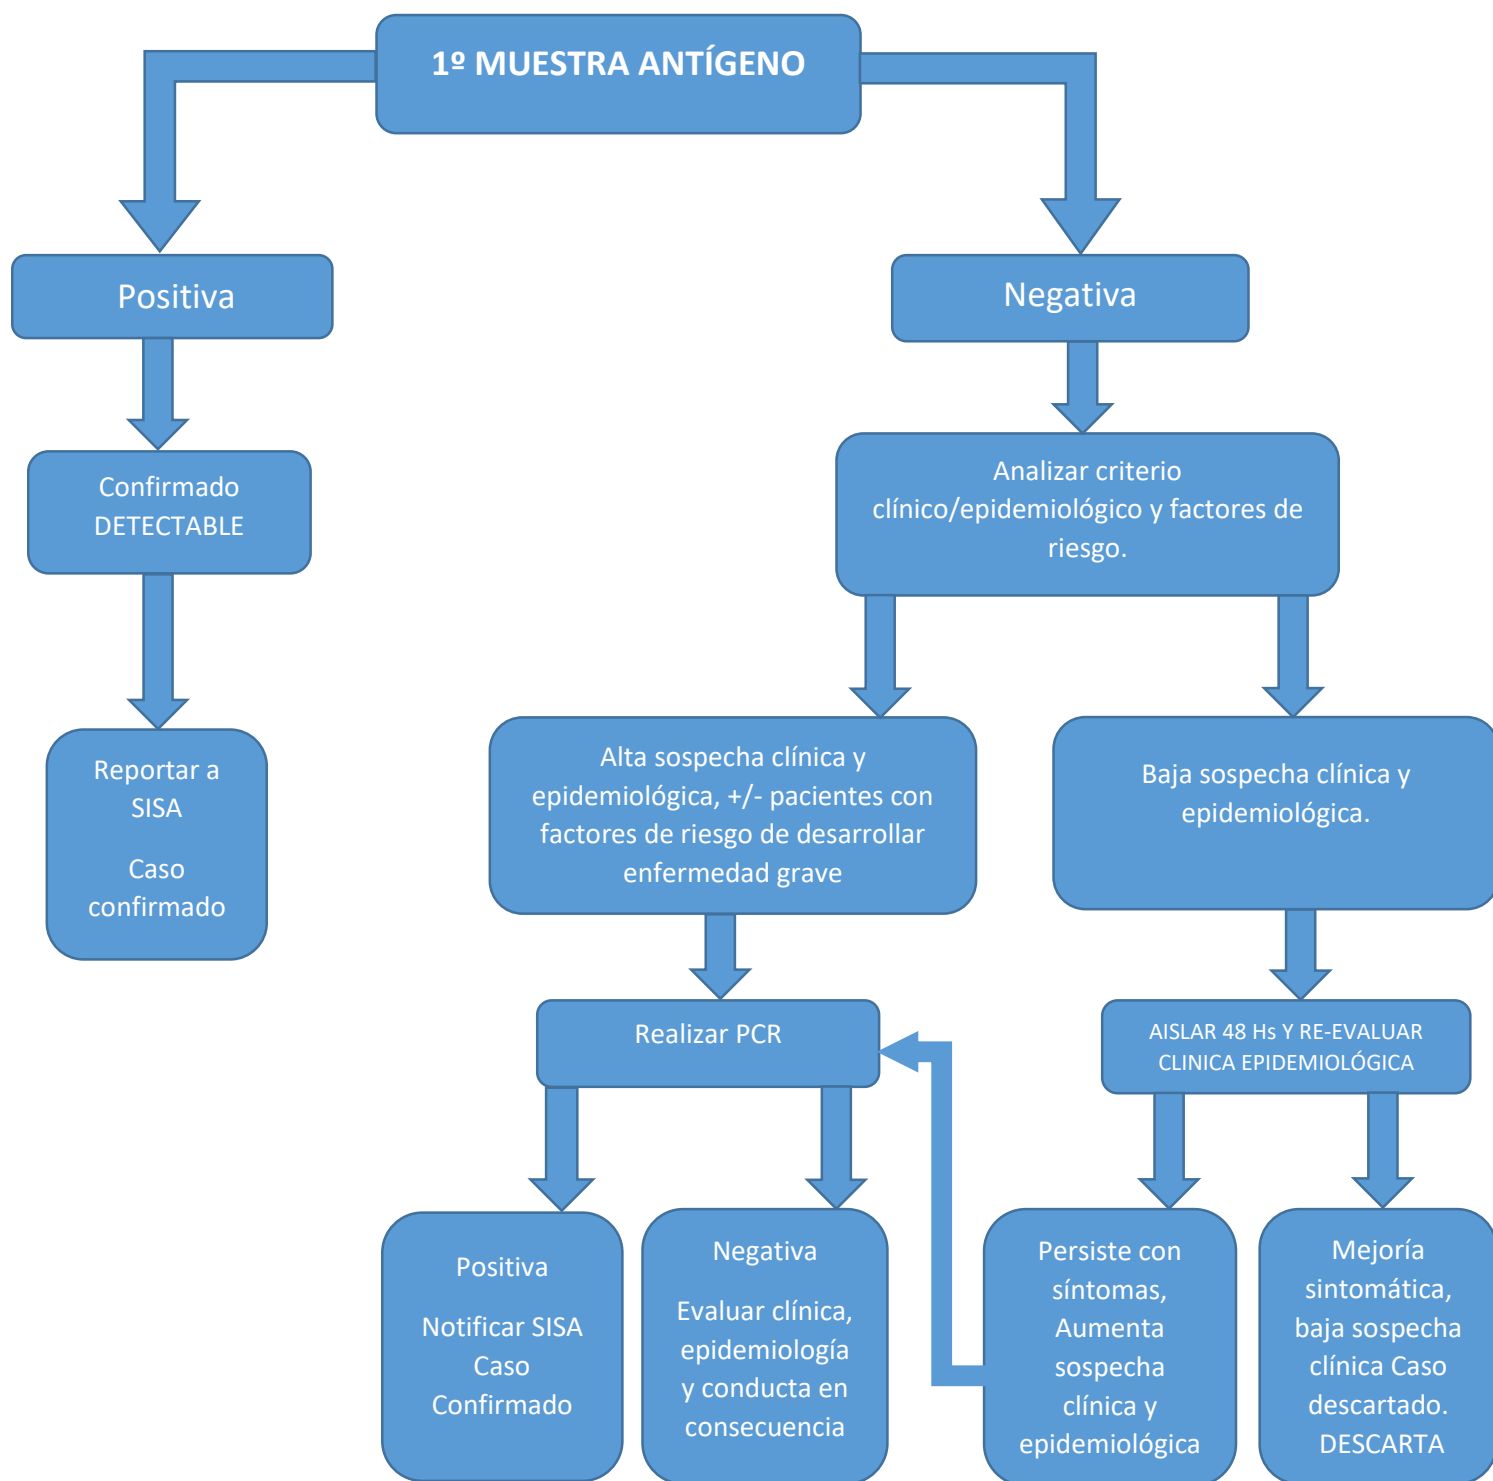 1º MUESTRA ANTÍGENO
Positiva
Negativa
Confirmado
DETECTABLE
Analizar criterio
clínico/epidemiológico y factores de
riesgo.
Reportar a
SISA
Caso
confirmado
Alta sospecha clínica y
epidemiológica, +/- pacientes con
factores de riesgo de desarrollar
enfermedad grave
Baja sospecha clínica y
epidemiológica.
Realizar PCR
AISLAR 48 Hs Y RE-EVALUAR
CLINICA EPIDEMIOLÓGICA
Positiva
Notificar SISA
Caso
Confirmado
Negativa
Evaluar clínica,
epidemiología
y conducta en
consecuencia
Persiste con
síntomas,
Aumenta
sospecha
clínica y
epidemiológica
Mejoría
sintomática,
baja sospecha
clínica Caso
descartado.
DESCARTA